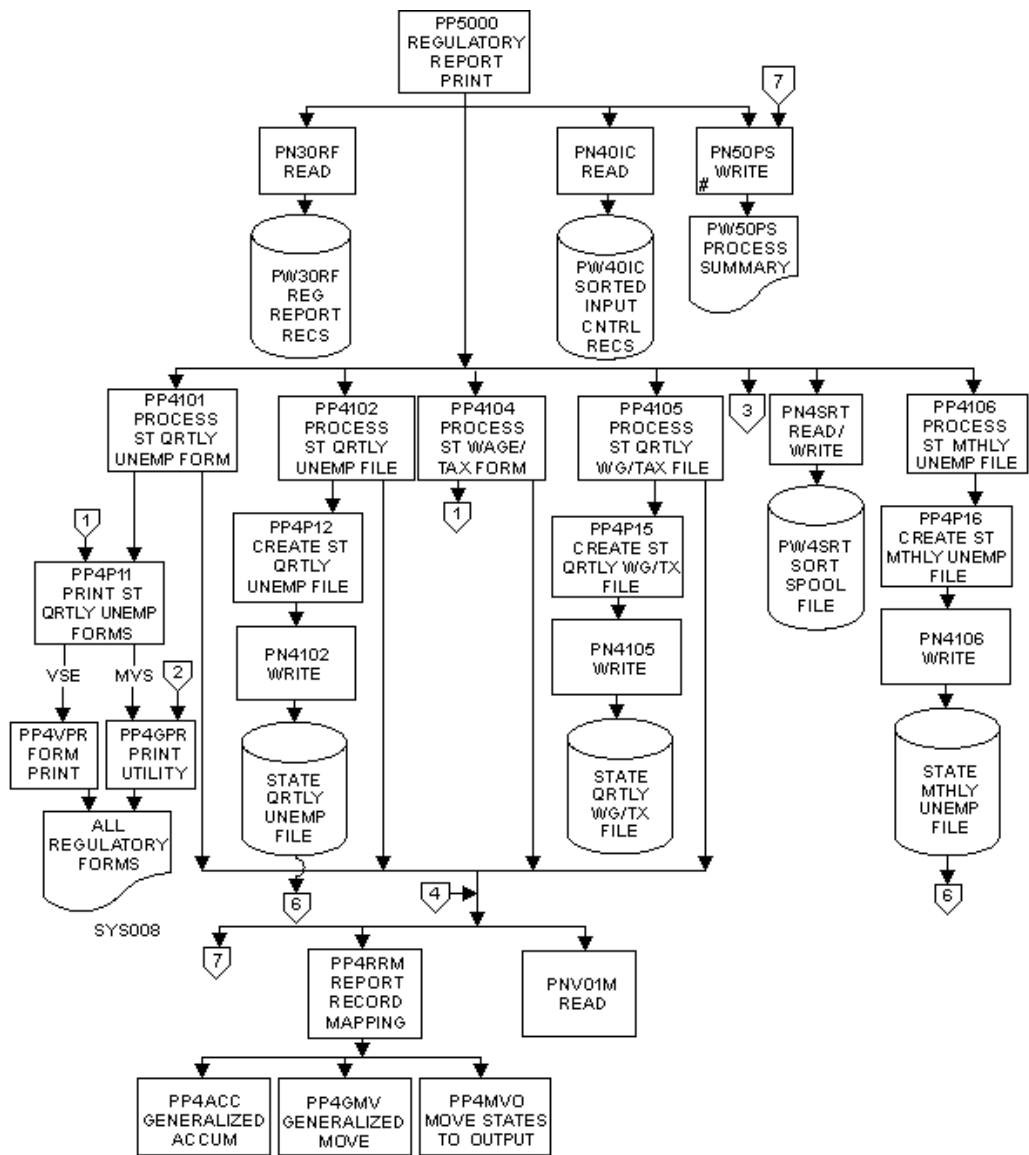 PP5000
REGULATORY
REPORT
PRINT
7
PN30RF
READ
PN40IC
READ
PN50PS
WRITE
#
PW30RF
REG
REPORT
RECS
PW40IC
SORTED
INPUT
CNTRL
RECS
PW50PS
PROCESS
SUMMARY
PP4101
PROCESS
ST QRTLY
UNEMP FORM
PP4102
PROCESS
ST QRTLY
UNEMP FILE
PP4104
PROCESS
ST WAGE/
TAX FORM
PP4105
PROCESS
ST QRTLY
WG/TAX FILE
3
PN4SRT
READ/
WRITE
PP4106
PROCESS
ST MTHLY
UNEMP FILE
1
1
PP4P11
PRINT ST
QRTLY UNEMP
FORMS
PP4P12
CREATE ST
QRTLY
UNEMP FILE
PP4P15
CREATE ST
QRTLY WG/TX
FILE
PW4SRT
SORT
SPOOL
FILE
PP4P16
CREATE ST
MTHLY UNEMP
FILE
VSE
MVS
2
PN4102
WRITE
PN4105
WRITE
PN4106
WRITE
PP4VPR
FORM
PRINT
PP4GPR
PRINT
UTILITY
STATE
QRTLY
UNEMP
FILE
STATE
QRTLY
WG/TX
FILE
STATE
MTHLY
UNEMP
FILE
ALL
REGULATORY
FORMS
SYS008
6
4
6
7
PP4RRM
REPORT
RECORD
MAPPING
PNV01M
READ
PP4ACC
GENERALIZED
ACCUM
PP4GMV
GENERALIZED
MOVE
PP4MVO
MOVE STATES
TO OUTPUT